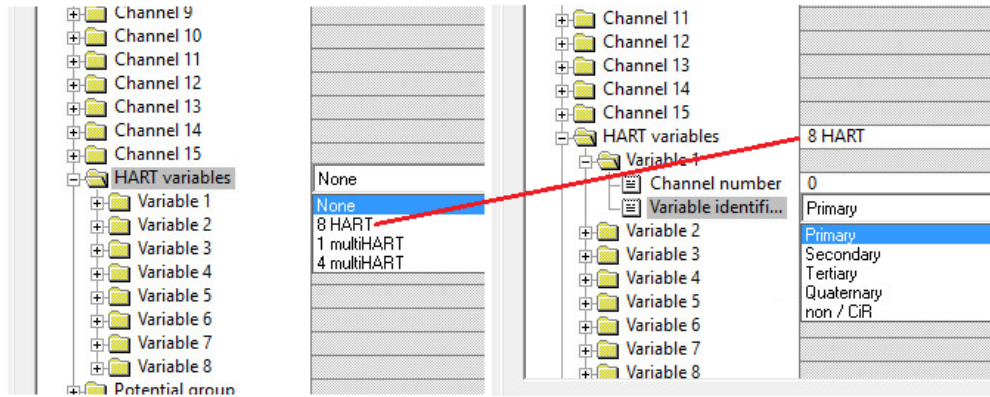 Channel 9
Channel 10
Channel 11
Channel 12
Channel 13
Channel 14
Channel 15
HART variables
None
Variable 1
None
Variable 2
8 HART
Variable 3
1 multiHART
Variable 4
4 multiHART
Variable 5
Variable 6
Variable 7
Variable 8
Potential group
Channel 11
Channel 12
Channel 13
Channel 14
Channel 15
HART variables
8 HART
Variable 1
Channel number
0
Variable identifi...
Primary
Variable 2
Primary
Variable 3
Secondary
Variable 4
Tertiary
Variable 5
Quaternary
non / CiR
Variable 6
Variable 7
Variable 8